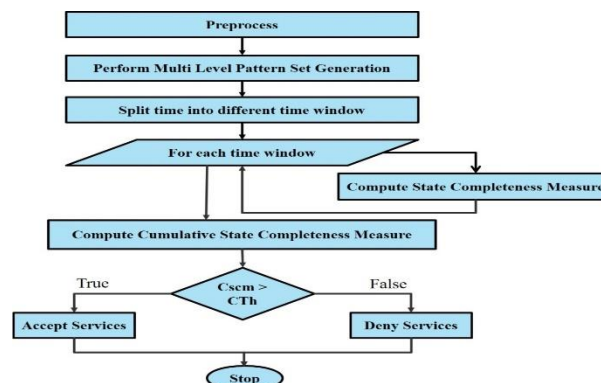 Preprocess
Perform Multi Level Pattern Set Generation
Split time into different time window
For each time window
Compute State Completeness Measure
Compute Cumulative State Completeness Measure
Cscm >
CTh
True
False
Accept Services
Deny Services
Stop